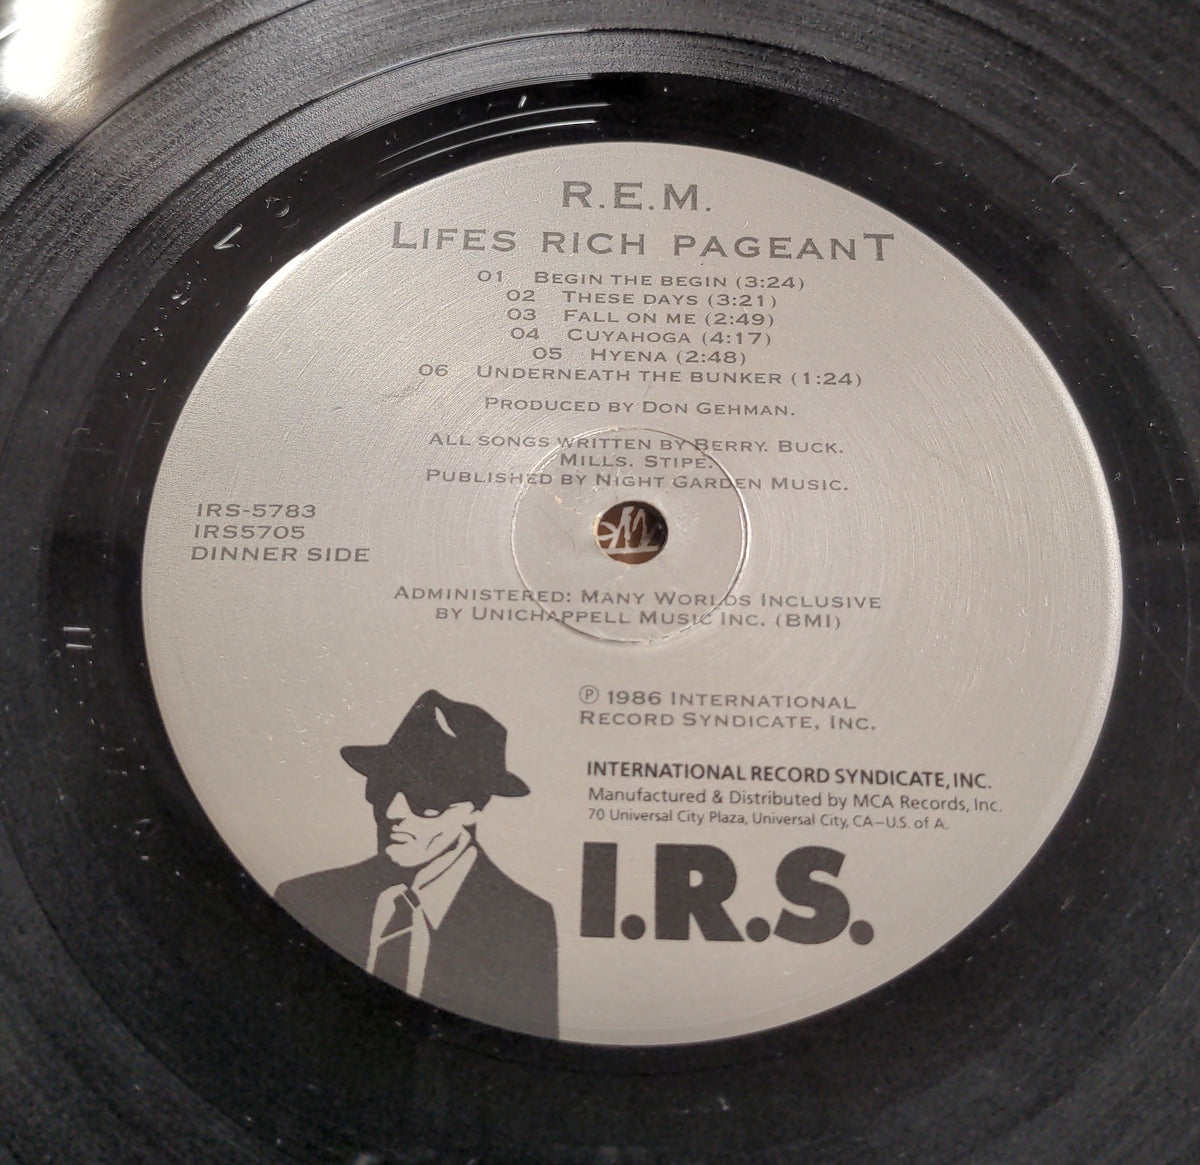 R.E.M.
LIFES RICH PAGEANT
01 BEGIN THE BEGIN (3:24)
02 THESE DAYS (3:21)
03 FALL ON ME (2:49)
04 CUYAHOGA (4:17)
05 HYENA (2:48)
06 UNDERNEATH THE BUNKER (1:24)
PRODUCED BY DON GEHMAN.
ALL SONGS WRITTEN BY BERRY. BUCK.
MILLS. STIPE.
PUBLISHED BY NIGHT GARDEN MUSIC.
IRS-5783
IRS5705
DINNER SIDE
ADMINISTERED: MANY WORLDS INCLUSIVE
BY UNICHAPPELL MUSIC INC. (BMI)
Ⓟ 1986 INTERNATIONAL
RECORD SYNDICATE, INC.
INTERNATIONAL RECORD SYNDICATE, INC.
Manufactured & Distributed by MCA Records, Inc.
70 Universal City Plaza, Universal City, CA–U.S. of A.
I.R.S.